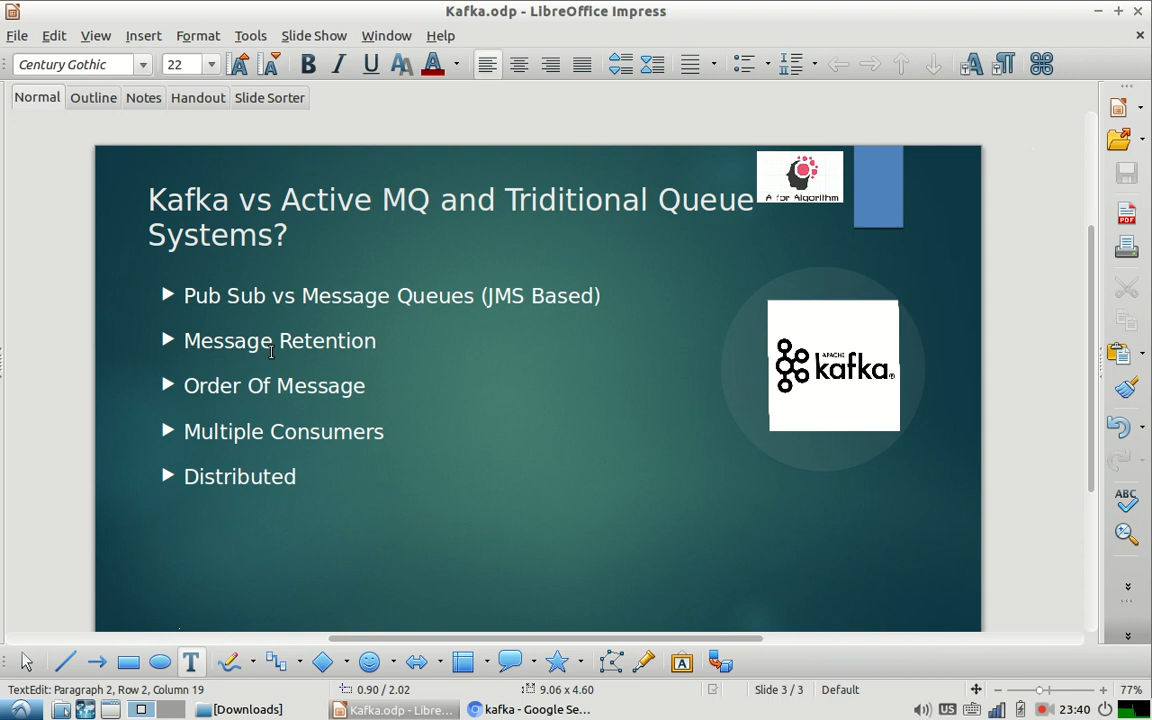 Kafka.odp - LibreOffice Impress
File Edit View Insert Format Tools Slide Show Window Help
Century Gothic 22
Normal Outline Notes Handout Slide Sorter
A for Algorithm
Kafka vs Active MQ and Triditional Queue
Systems?
Pub Sub vs Message Queues (JMS Based)
Message Retention
Order Of Message
Multiple Consumers
Distributed
APACHE
kafka®
PDF
ABC
TextEdit: Paragraph 2, Row 2, Column 19 0.90 / 2.02 9.06 x 4.60 Slide 3 / 3 Default 77%
[Downloads] Kafka.odp - Libre... kafka - Google Se... US 23:40